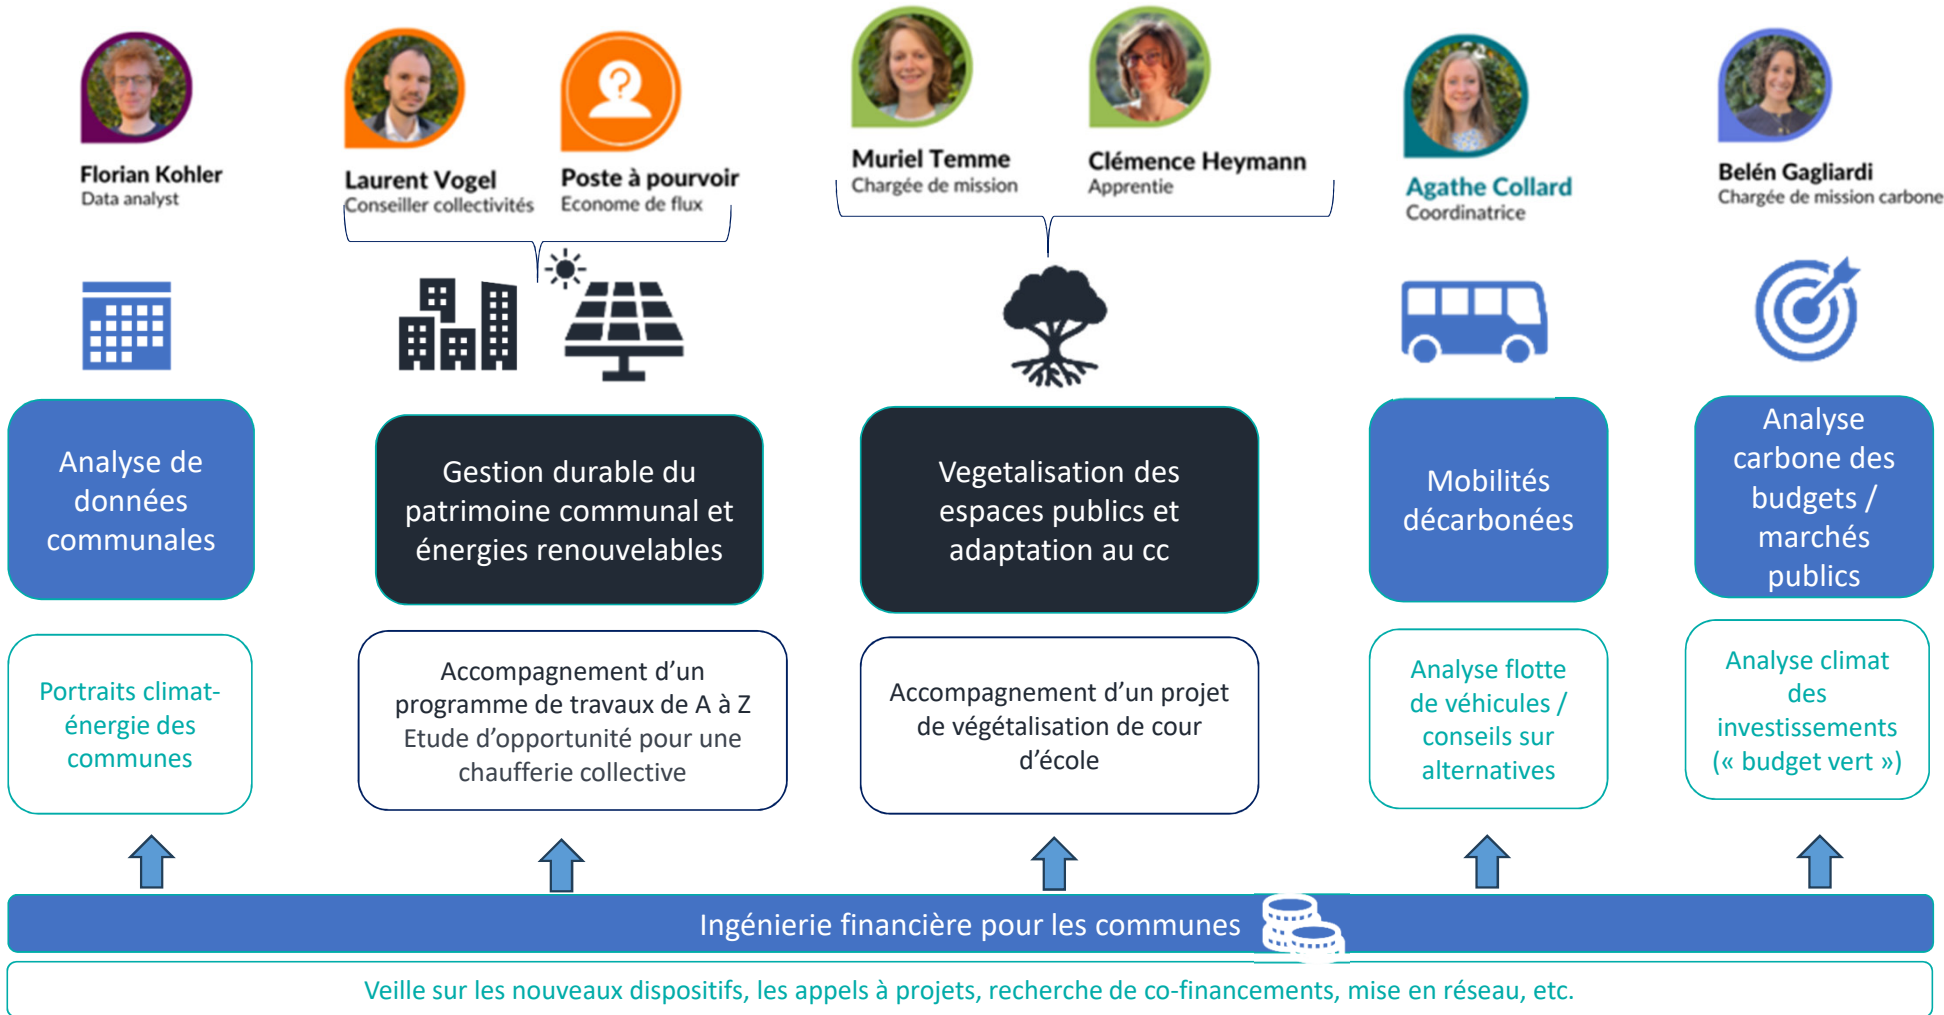 Florian Kohler
Data analyst
Laurent Vogel
Conseiller collectivités
Poste à pourvoir
Econome de flux
Muriel Temme
Chargée de mission
Clémence Heymann
Apprentie
Agathe Collard
Coordinatrice
Belén Gagliardi
Chargée de mission carbone
Analyse de
données
communales
Gestion durable du
patrimoine communal et
énergies renouvelables
Vegetalisation des
espaces publics et
adaptation au cc
Mobilités
décarbonées
Analyse
carbone des
budgets /
marchés
publics
Portraits climat-
énergie des
communes
Accompagnement d’un
programme de travaux de A à Z
Etude d’opportunité pour une
chaufferie collective
Accompagnement d’un projet
de végétalisation de cour
d’école
Analyse flotte
de véhicules /
conseils sur
alternatives
Analyse climat
des
investissements
(« budget vert »)
Ingénierie financière pour les communes
Veille sur les nouveaux dispositifs, les appels à projets, recherche de co-financements, mise en réseau, etc.